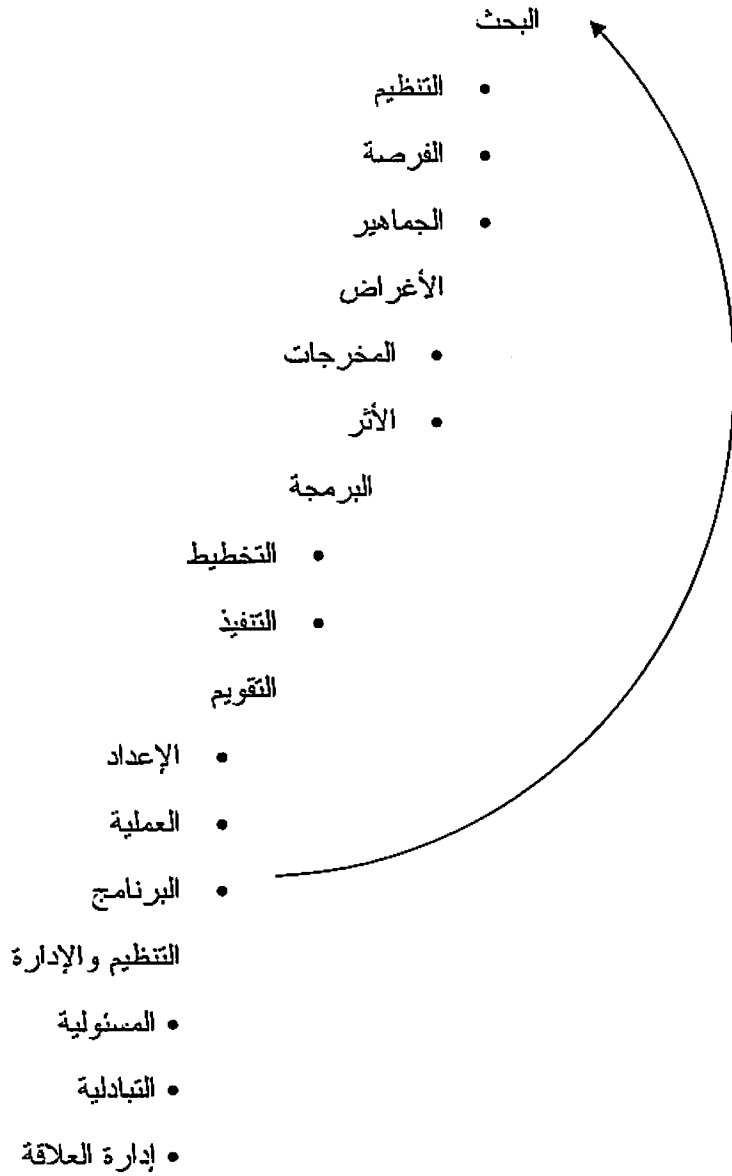 البحث
• التنظيم
• الفرصة
• الجماهير
الأغراض
• المخرجات
• الأثر
البرمجة
• التخطيط
• التنفيذ
التقويم
• الإعداد
• العملية
• البرنامج
التنظيم والإدارة
• المسئولية
• التبادلية
• إدارة العلاقة